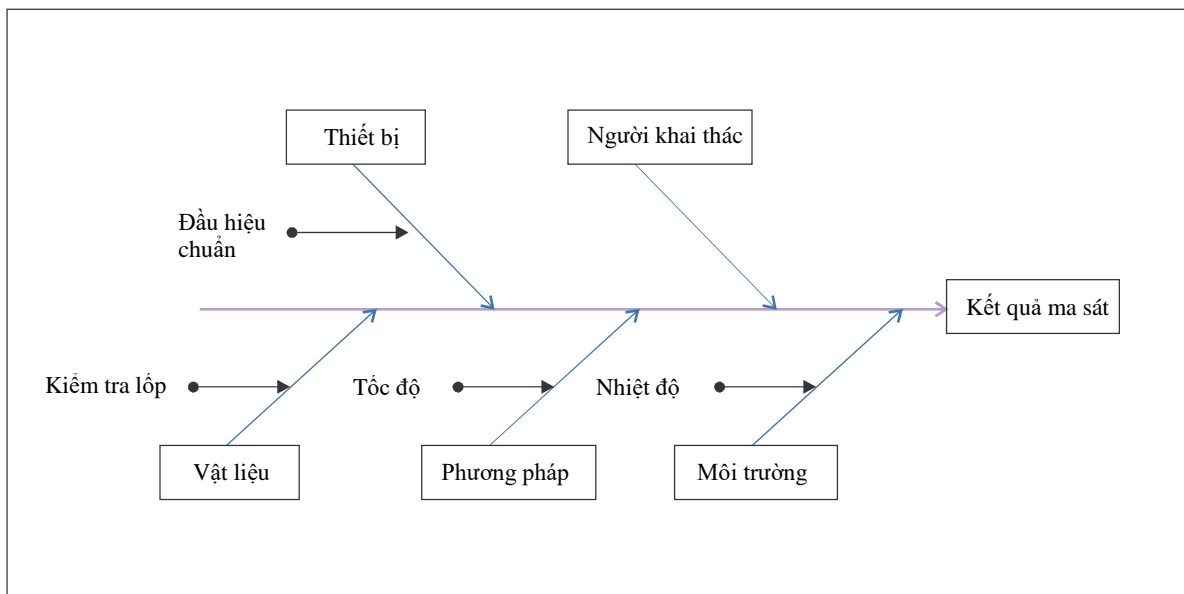 Thiết bị
Người khai thác
Đầu hiệu
chuẩn
Kết quả ma sát
Kiểm tra lốp
Tốc độ
Nhiệt độ
Vật liệu
Phương pháp
Môi trường